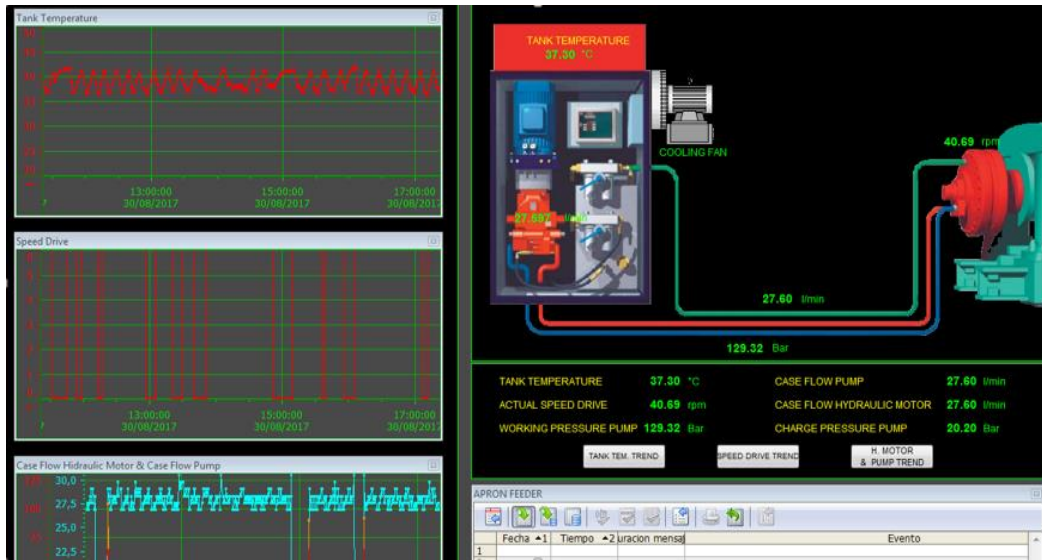 Tank Temperature
13:00:00
30/08/2017
15:00:00
30/08/2017
17:00:00
30/08/2017
Speed Drive
13:00:00
30/08/2017
15:00:00
30/08/2017
17:00:00
30/08/2017
Case Flow Hidraulic Motor & Case Flow Pump
30,0
27,5
25,0
22,5
TANK TEMPERATURE
37.30 °C
COOLING FAN
40.69 rpm
27.60 l/min
129.32 Bar
TANK TEMPERATURE 37.30 °C CASE FLOW PUMP 27.60 l/min
ACTUAL SPEED DRIVE 40.69 rpm CASE FLOW HYDRAULIC MOTOR 27.60 l/min
WORKING PRESSURE PUMP 129.32 Bar CHARGE PRESSURE PUMP 20.20 Bar
TANK TEM. TREND SPEED DRIVE TREND H. MOTOR & PUMP TREND
APRON FEEDER
Fecha 1 Tiempo 2 uracion mensaj Evento
1